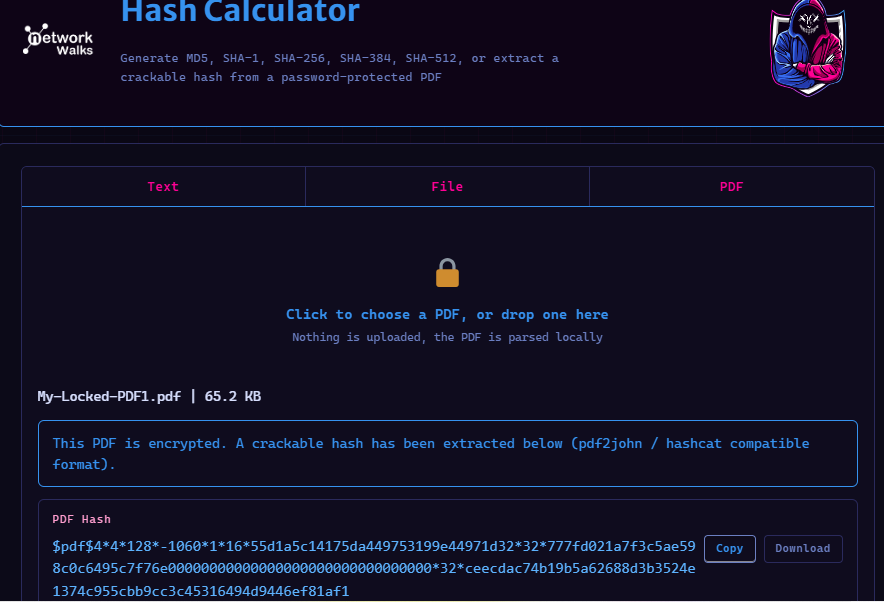 Hash Calculator
network
Walks
Generate MD5, SHA-1, SHA-256, SHA-384, SHA-512, or extract a
crackable hash from a password-protected PDF
Text
File
PDF
Click to choose a PDF, or drop one here
Nothing is uploaded, the PDF is parsed locally
My-Locked-PDF1.pdf | 65.2 KB
This PDF is encrypted. A crackable hash has been extracted below (pdf2john / hashcat compatible
format).
PDF Hash
$pdf$4*4*128*-1060*1*16*55d1a5c14175da449753199e44971d32*32*777fd021a7f3c5ae59
8c0c6495c7f76e00000000000000000000000000000000*32*ceecdac74b19b5a62688d3b3524e
1374c955cbb9cc3c45316494d9446ef81af1
Copy
Download